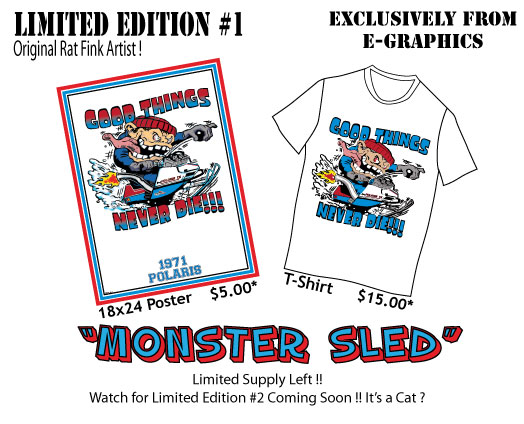 LIMITED EDITION #1
Original Rat Fink Artist !
EXCLUSIVELY FROM
E-GRAPHICS
GOOD THINGS
NEVER DIE!!!
1971
POLARIS
18x24 Poster $5.00*
GOOD THINGS
NEVER DIE!!!
T-Shirt $15.00*
"MONSTER SLED"
Limited Supply Left !!
Watch for Limited Edition #2 Coming Soon !! It's a Cat ?